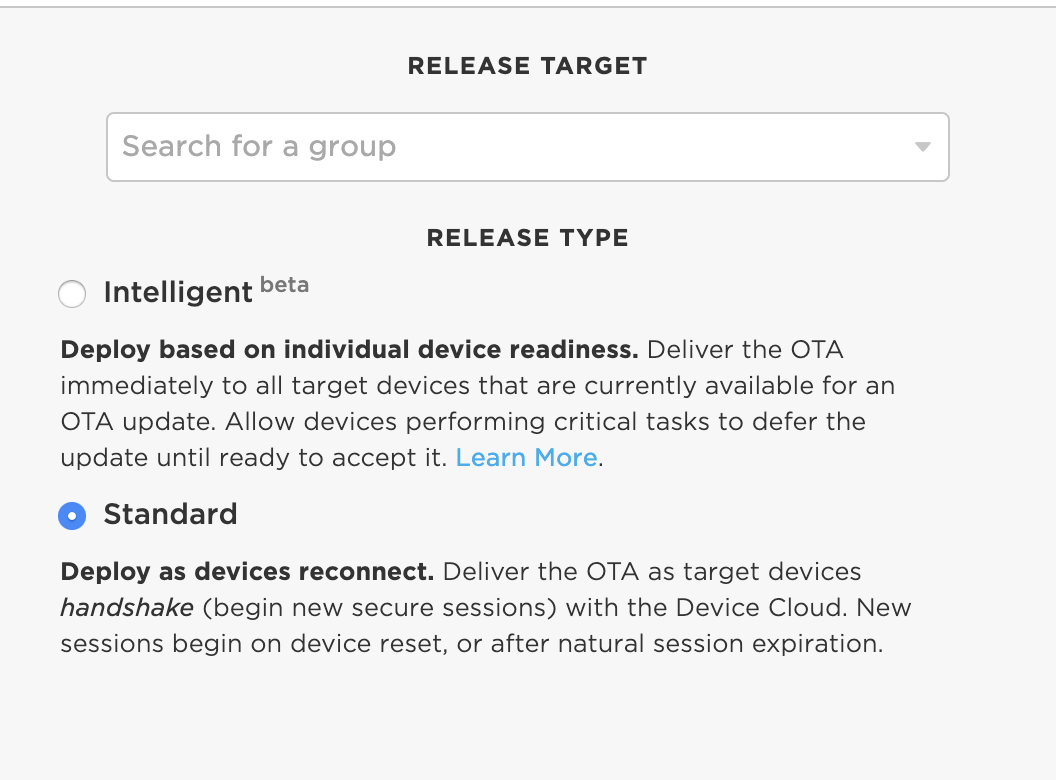 RELEASE TARGET
Search for a group
RELEASE TYPE
Intelligent beta
Deploy based on individual device readiness. Deliver the OTA
immediately to all target devices that are currently available for an
OTA update. Allow devices performing critical tasks to defer the
update until ready to accept it. Learn More.
Standard
Deploy as devices reconnect. Deliver the OTA as target devices
handshake (begin new secure sessions) with the Device Cloud. New
sessions begin on device reset, or after natural session expiration.